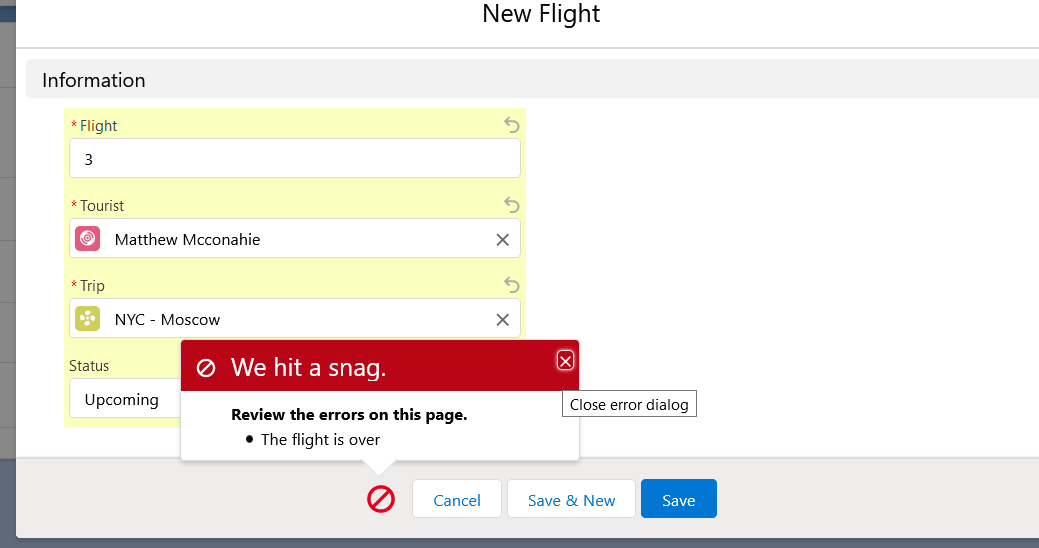 New Flight
Information
* Flight
3
* Tourist
Matthew Mcconahie
* Trip
NYC - Moscow
Status
Upcoming
We hit a snag.
Close error dialog
Review the errors on this page.
• The flight is over
Cancel
Save & New
Save